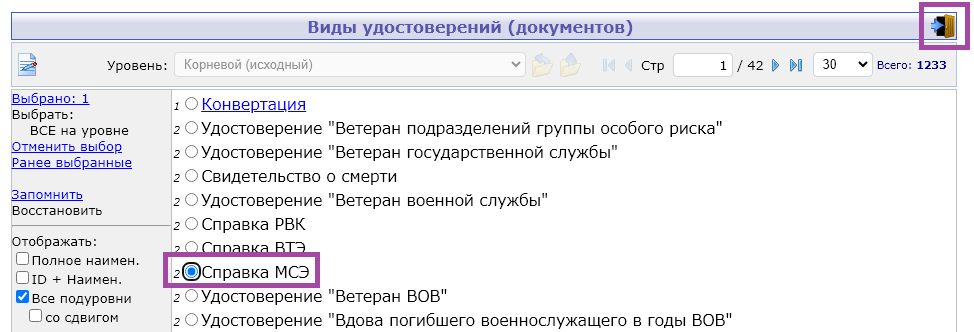 Виды удостоверений (документов)
Уровень: Корневой (исходный) Стр 1 / 42 30 Всего: 1233
Выбрано: 1
Выбрать:
ВСЕ на уровне
Отменить выбор
Ранее выбранные
Запомнить
Восстановить
Отображать:
Полное наимен.
ID + Наимен.
Все подуровни
со сдвигом
1 Конвертация
2 Удостоверение "Ветеран подразделений группы особого риска"
2 Удостоверение "Ветеран государственной службы"
2 Свидетельство о смерти
2 Удостоверение "Ветеран военной службы"
2 Справка РВК
2 Справка ВТЭ
2 Справка МСЭ
2 Удостоверение "Ветеран ВОВ"
2 Удостоверение "Вдова погибшего военнослужащего в годы ВОВ"